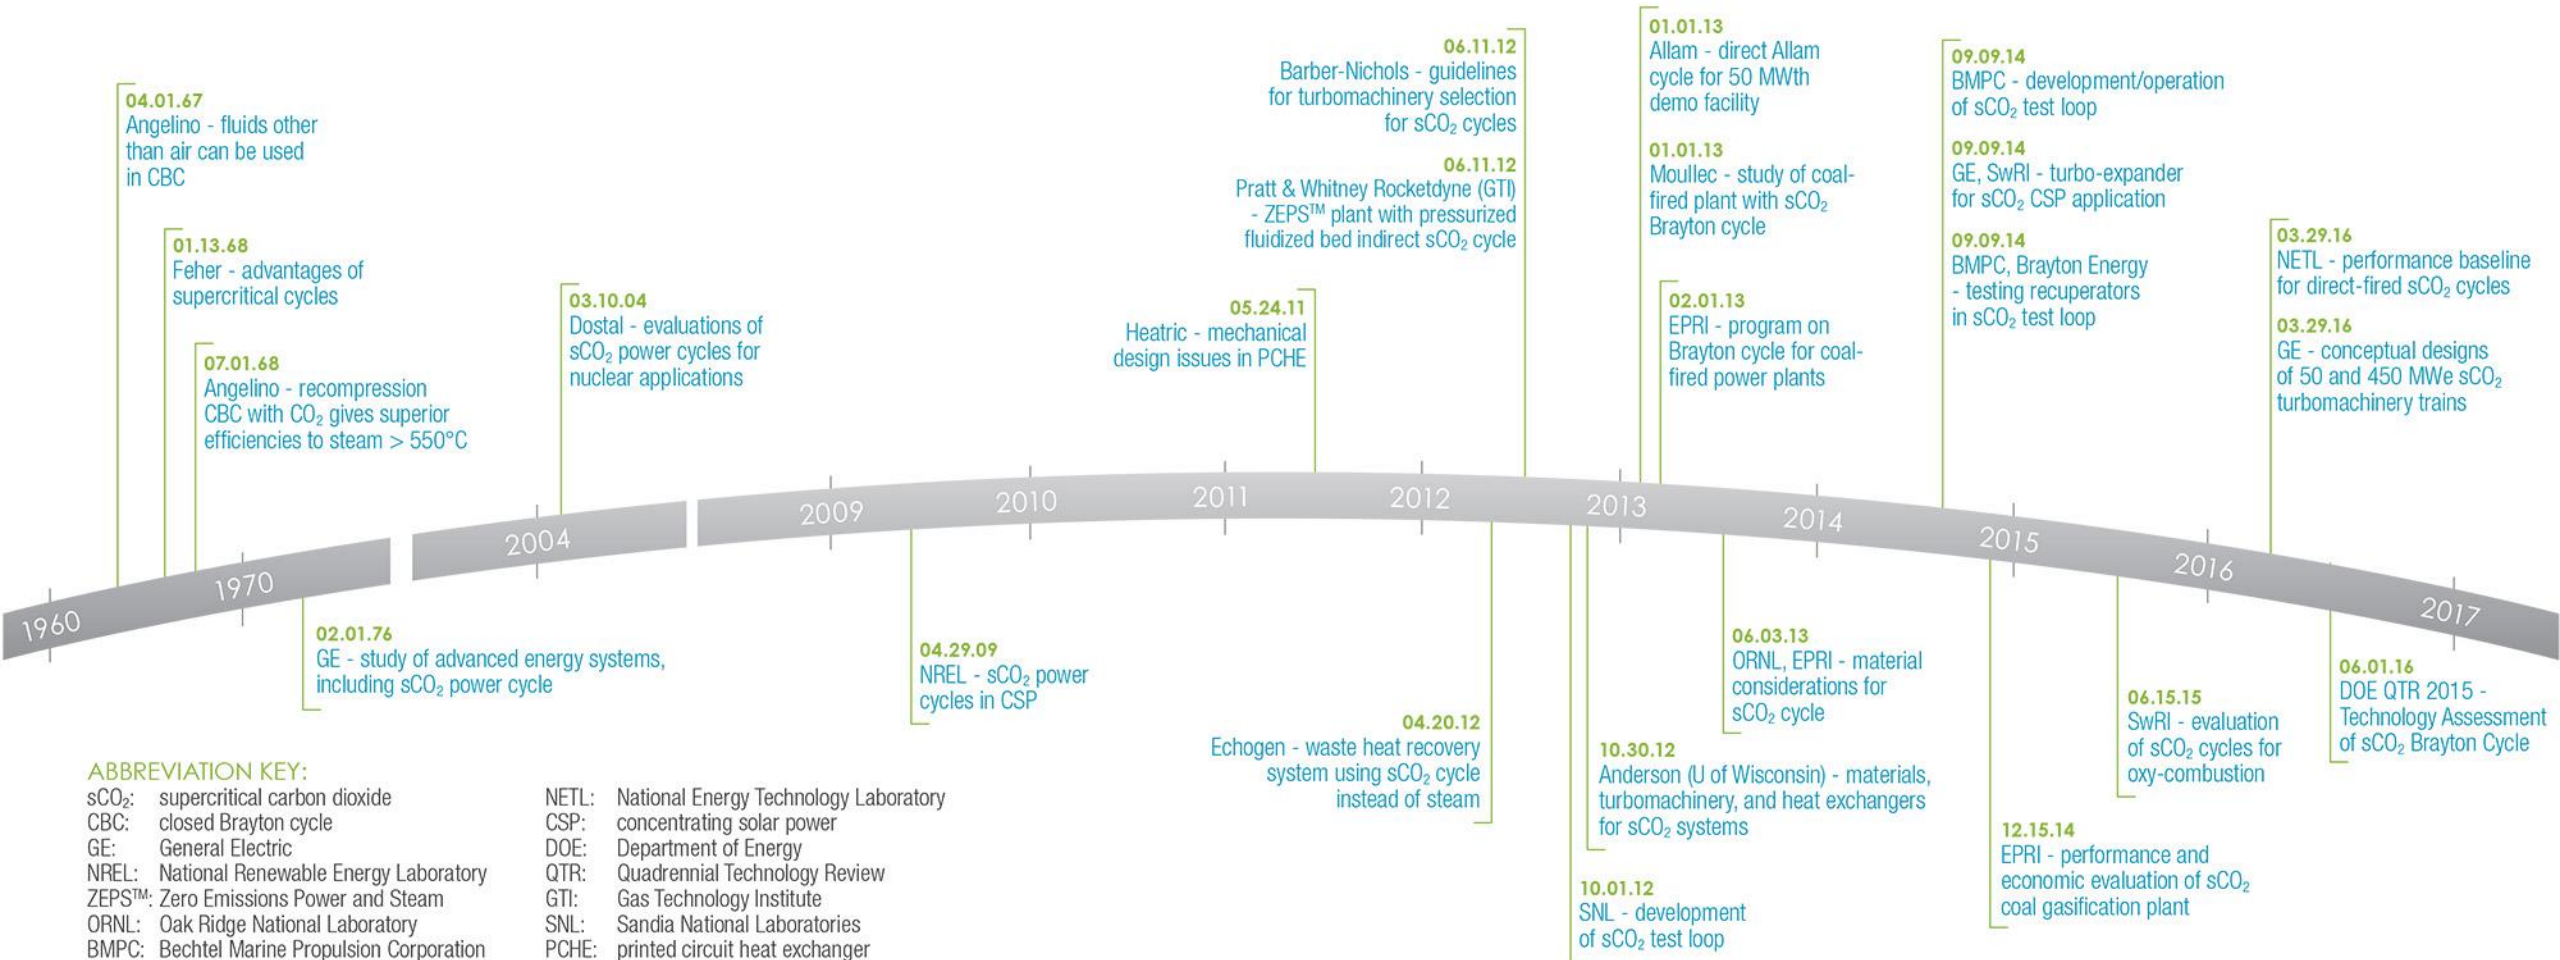 04.01.67
Angelino - fluids other
than air can be used
in CBC
01.13.68
Feher - advantages of
supercritical cycles
07.01.68
Angelino - recompression
CBC with CO₂ gives superior
efficiencies to steam > 550°C
03.10.04
Dostal - evaluations of
sCO₂ power cycles for
nuclear applications
05.24.11
Heatric - mechanical
design issues in PCHE
06.11.12
Barber-Nichols - guidelines
for turbomachinery selection
for sCO₂ cycles
06.11.12
Pratt & Whitney Rocketdyne (GTI)
- ZEPS™ plant with pressurized
fluidized bed indirect sCO₂ cycle
01.01.13
Allam - direct Allam
cycle for 50 MWth
demo facility
01.01.13
Moullec - study of coal-
fired plant with sCO₂
Brayton cycle
02.01.13
EPRI - program on
Brayton cycle for coal-
fired power plants
09.09.14
BMPC - development/operation
of sCO₂ test loop
09.09.14
GE, SwRI - turbo-expander
for sCO₂ CSP application
09.09.14
BMPC, Brayton Energy
- testing recuperators
in sCO₂ test loop
03.29.16
NETL - performance baseline
for direct-fired sCO₂ cycles
03.29.16
GE - conceptual designs
of 50 and 450 MWe sCO₂
turbomachinery trains
1960
1970
2004
2009
2010
2011
2012
2013
2014
2015
2016
2017
02.01.76
GE - study of advanced energy systems,
including sCO₂ power cycle
04.29.09
NREL - sCO₂ power
cycles in CSP
04.20.12
Echogen - waste heat recovery
system using sCO₂ cycle
instead of steam
10.01.12
SNL - development
of sCO₂ test loop
10.30.12
Anderson (U of Wisconsin) - materials,
turbomachinery, and heat exchangers
for sCO₂ systems
06.03.13
ORNL, EPRI - material
considerations for
sCO₂ cycle
12.15.14
EPRI - performance and
economic evaluation of sCO₂
coal gasification plant
06.15.15
SwRI - evaluation
of sCO₂ cycles for
oxy-combustion
06.01.16
DOE QTR 2015 -
Technology Assessment
of sCO₂ Brayton Cycle
ABBREVIATION KEY:
sCO₂: supercritical carbon dioxide
CBC: closed Brayton cycle
GE: General Electric
NREL: National Renewable Energy Laboratory
ZEPS™: Zero Emissions Power and Steam
ORNL: Oak Ridge National Laboratory
BMPC: Bechtel Marine Propulsion Corporation
NETL: National Energy Technology Laboratory
CSP: concentrating solar power
DOE: Department of Energy
QTR: Quadrennial Technology Review
GTI: Gas Technology Institute
SNL: Sandia National Laboratories
PCHE: printed circuit heat exchanger